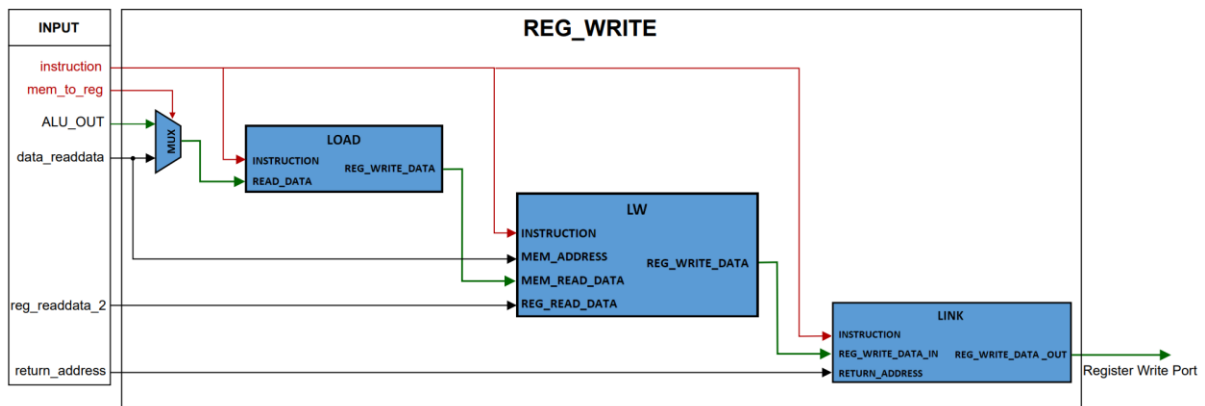 INPUT
REG_WRITE
instruction
mem_to_reg
ALU_OUT
data_readdata
reg_readdata_2
return_address
MUX
LOAD
INSTRUCTION
READ_DATA
REG_WRITE_DATA
LW
INSTRUCTION
MEM_ADDRESS
MEM_READ_DATA
REG_READ_DATA
REG_WRITE_DATA
LINK
INSTRUCTION
REG_WRITE_DATA_IN
RETURN_ADDRESS
REG_WRITE_DATA _OUT
Register Write Port